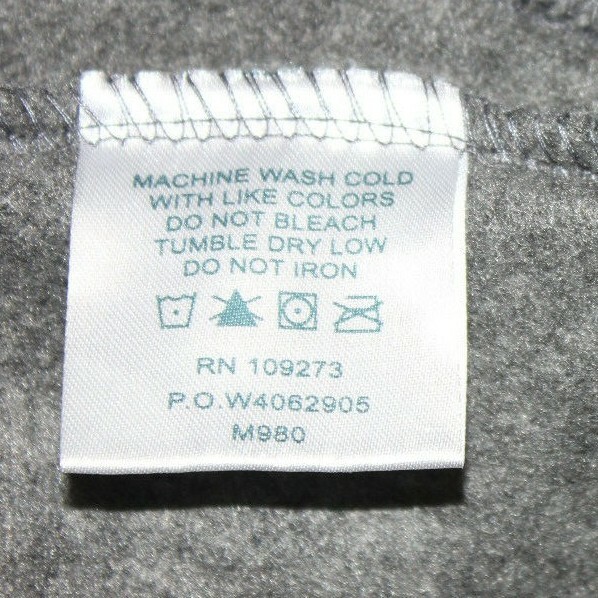 MACHINE WASH COLD
WITH LIKE COLORS
DO NOT BLEACH
TUMBLE DRY LOW
DO NOT IRON
RN 109273
P.O.W4062905
M980